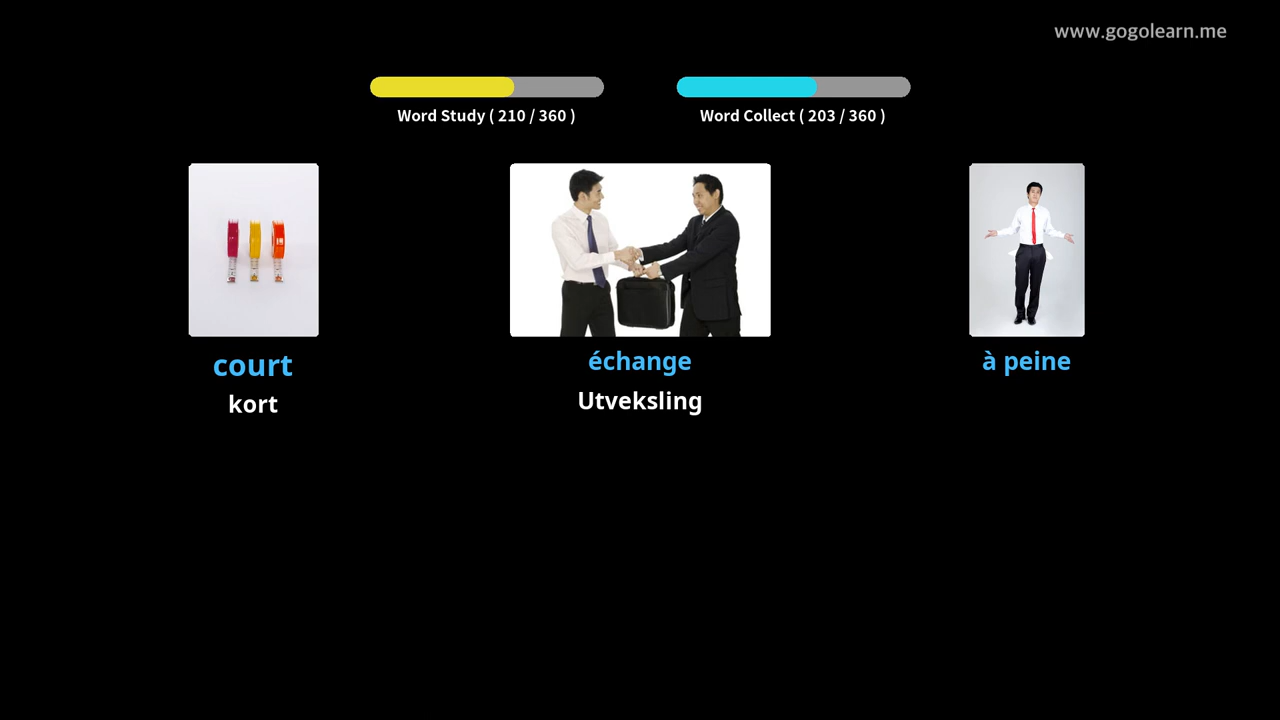 www.gogolearn.me
Word Study ( 210 / 360 )
Word Collect ( 203 / 360 )
court
kort
échange
Utveksling
à peine